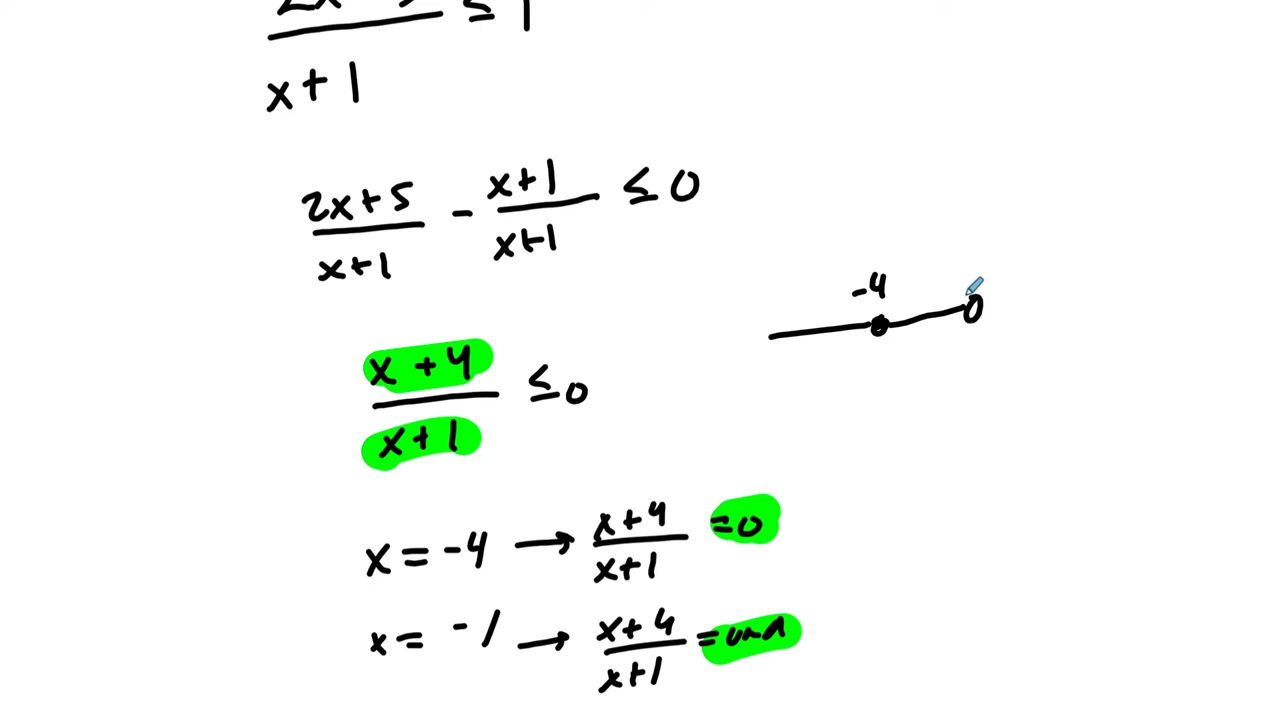 ≤ 1
x + 1
2x + 5 / x + 1 - x + 1 / x + 1 ≤ 0
-4
x + 4 / x + 1 ≤ 0
x = -4 → x + 4 / x + 1 = 0
x = -1 → x + 4 / x + 1 = und